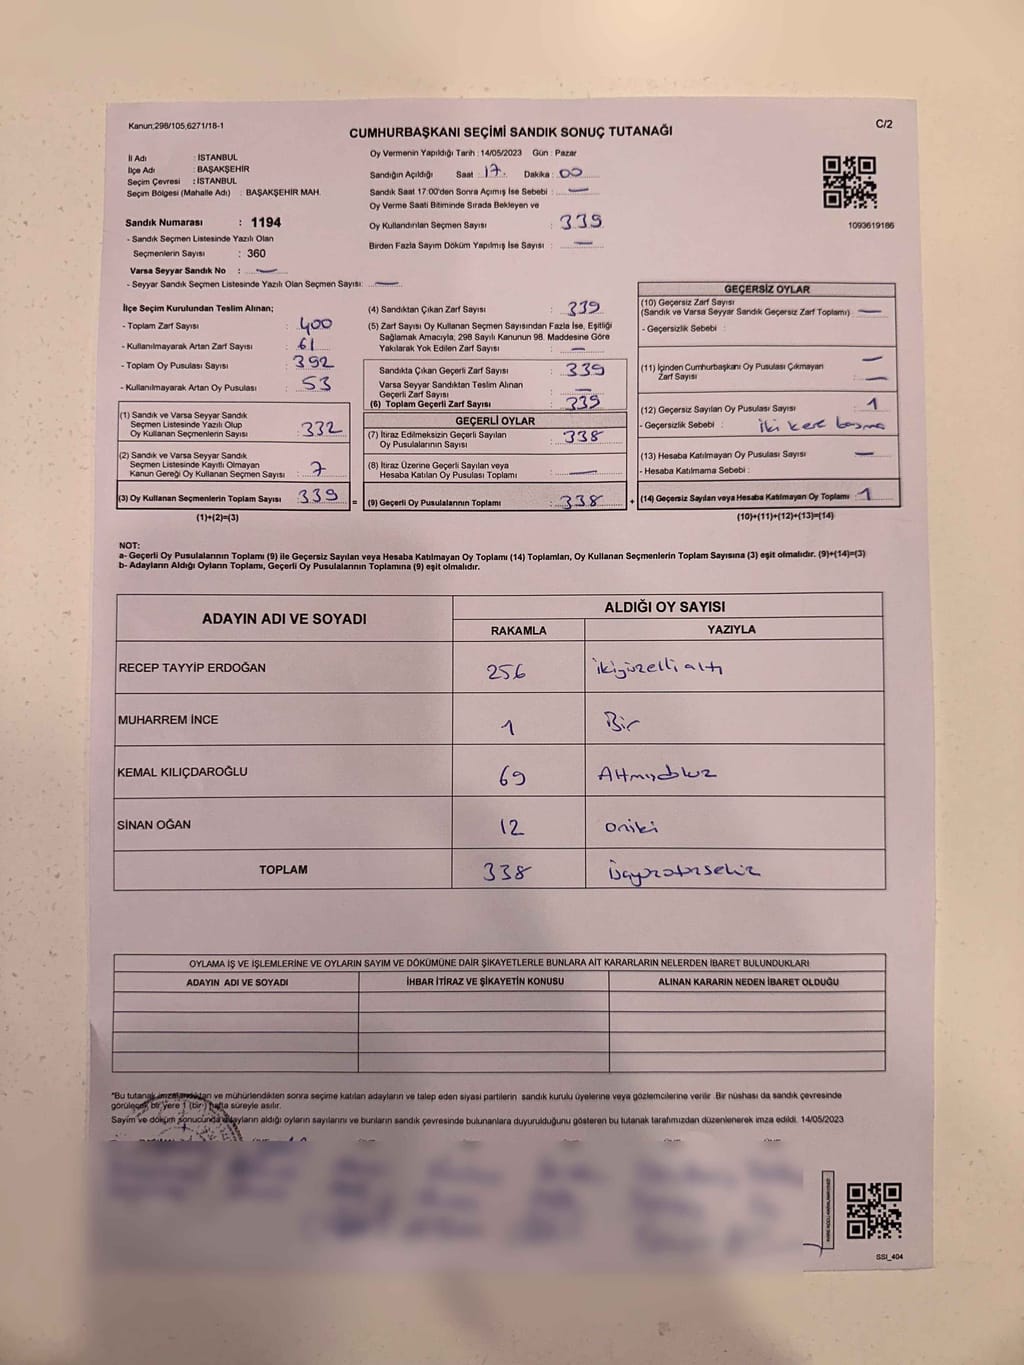 Kanun;298/105,6271/18-1
C/2
CUMHURBAŞKANI SEÇİMİ SANDIK SONUÇ TUTANAĞI
İl Adı : İSTANBUL
İlçe Adı : BAŞAKŞEHİR
Seçim Çevresi : İSTANBUL
Seçim Bölgesi (Mahalle Adı) : BAŞAKŞEHİR MAH.
Sandık Numarası : 1194
- Sandık Seçmen Listesinde Yazılı Olan
Seçmenlerin Sayısı : 360
Varsa Seyyar Sandık No : —
- Seyyar Sandık Seçmen Listesinde Yazılı Olan Seçmen Sayısı: —
Oy Vermenin Yapıldığı Tarih : 14/05/2023 Gün : Pazar
Sandığın Açıldığı Saat : 17. Dakika : 00
Sandık Saat 17:00'den Sonra Açımış İse Sebebi : —
Oy Verme Saati Bitiminde Sırada Bekleyen ve
Oy Kullandırılan Seçmen Sayısı : 339
Birden Fazla Sayım Döküm Yapılmış İse Sayısı : —
1093619186
İlçe Seçim Kurulundan Teslim Alınan;
- Toplam Zarf Sayısı : 400
- Kullanılmayarak Artan Zarf Sayısı : 61
- Toplam Oy Pusulası Sayısı : 392
- Kullanılmayarak Artan Oy Pusulası : 53
(1) Sandık ve Varsa Seyyar Sandık
Seçmen Listesinde Yazılı Olup
Oy Kullanan Seçmenlerin Sayısı : 332
(2) Sandık ve Varsa Seyyar Sandık
Seçmen Listesinde Kayıtlı Olmayan
Kanun Gereği Oy Kullanan Seçmen Sayısı : 7
(3) Oy Kullanan Seçmenlerin Toplam Sayısı : 339
(1)+(2)=(3)
(4) Sandıktan Çıkan Zarf Sayısı : 339
(5) Zarf Sayısı Oy Kullanan Seçmen Sayısından Fazla İse, Eşitliği
Sağlamak Amacıyla, 298 Sayılı Kanunun 98. Maddesine Göre
Yakılarak Yok Edilen Zarf Sayısı : —
Sandıkta Çıkan Geçerli Zarf Sayısı : 339
Varsa Seyyar Sandıktan Teslim Alınan
Geçerli Zarf Sayısı : —
(6) Toplam Geçerli Zarf Sayısı : 339
GEÇERLİ OYLAR
(7) İtiraz Edilmeksizin Geçerli Sayılan
Oy Pusulalarının Sayısı : 338
(8) İtiraz Üzerine Geçerli Sayılan veya
Hesaba Katılan Oy Pusulası Toplamı : —
= (9) Geçerli Oy Pusulalarının Toplamı : 338
GEÇERSİZ OYLAR
(10) Geçersiz Zarf Sayısı
(Sandık ve Varsa Seyyar Sandık Geçersiz Zarf Toplamı) : —
- Geçersizlik Sebebi :
—
(11) İçinden Cumhurbaşkanı Oy Pusulası Çıkmayan
Zarf Sayısı : —
(12) Geçersiz Sayılan Oy Pusulası Sayısı : 1
- Geçersizlik Sebebi : iki kere basma
(13) Hesaba Katılmayan Oy Pusulası Sayısı : —
- Hesaba Katılmama Sebebi :
+ (14) Geçersiz Sayılan veya Hesaba Katılmayan Oy Toplamı : 1
(10)+(11)+(12)+(13)=(14)
NOT:
a- Geçerli Oy Pusulalarının Toplamı (9) ile Geçersiz Sayılan veya Hesaba Katılmayan Oy Toplamı (14) Toplamları, Oy Kullanan Seçmenlerin Toplam Sayısına (3) eşit olmalıdır. (9)+(14)=(3)
b- Adayların Aldığı Oyların Toplamı, Geçerli Oy Pusulalarının Toplamına (9) eşit olmalıdır.
ADAYIN ADI VE SOYADI ALDIĞI OY SAYISI
RAKAMLA YAZIYLA
RECEP TAYYİP ERDOĞAN 256 ikiyüzelli altı
MUHARREM İNCE 1 Bir
KEMAL KILIÇDAROĞLU 69 Altmışdkuz
SİNAN OĞAN 12 oniki
TOPLAM 338
OYLAMA İŞ VE İŞLEMLERİNE VE OYLARIN SAYIM VE DÖKÜMÜNE DAİR ŞİKAYETLERLE BUNLARA AİT KARARLARIN NELERDEN İBARET BULUNDUKLARI
ADAYIN ADI VE SOYADI İHBAR İTİRAZ VE ŞİKAYETİN KONUSU ALINAN KARARIN NEDEN İBARET OLDUĞU
"Bu tutanak imzalandıktan ve mühürlendikten sonra seçime katılan adayların ve talep eden siyasi partilerin sandık kurulu üyelerine veya gözlemcilerine verilir. Bir nüshası da sandık çevresinde
görülecek bir yere 1 (bir) hafta süreyle asılır.
Sayım ve döküm sonucunda adayların aldığı oyların sayılarını ve bunların sandık çevresinde bulunanlara duyurulduğunu gösteren bu tutanak tarafımızdan düzenlenerek imza edildi. 14/05/2023
SSI_404